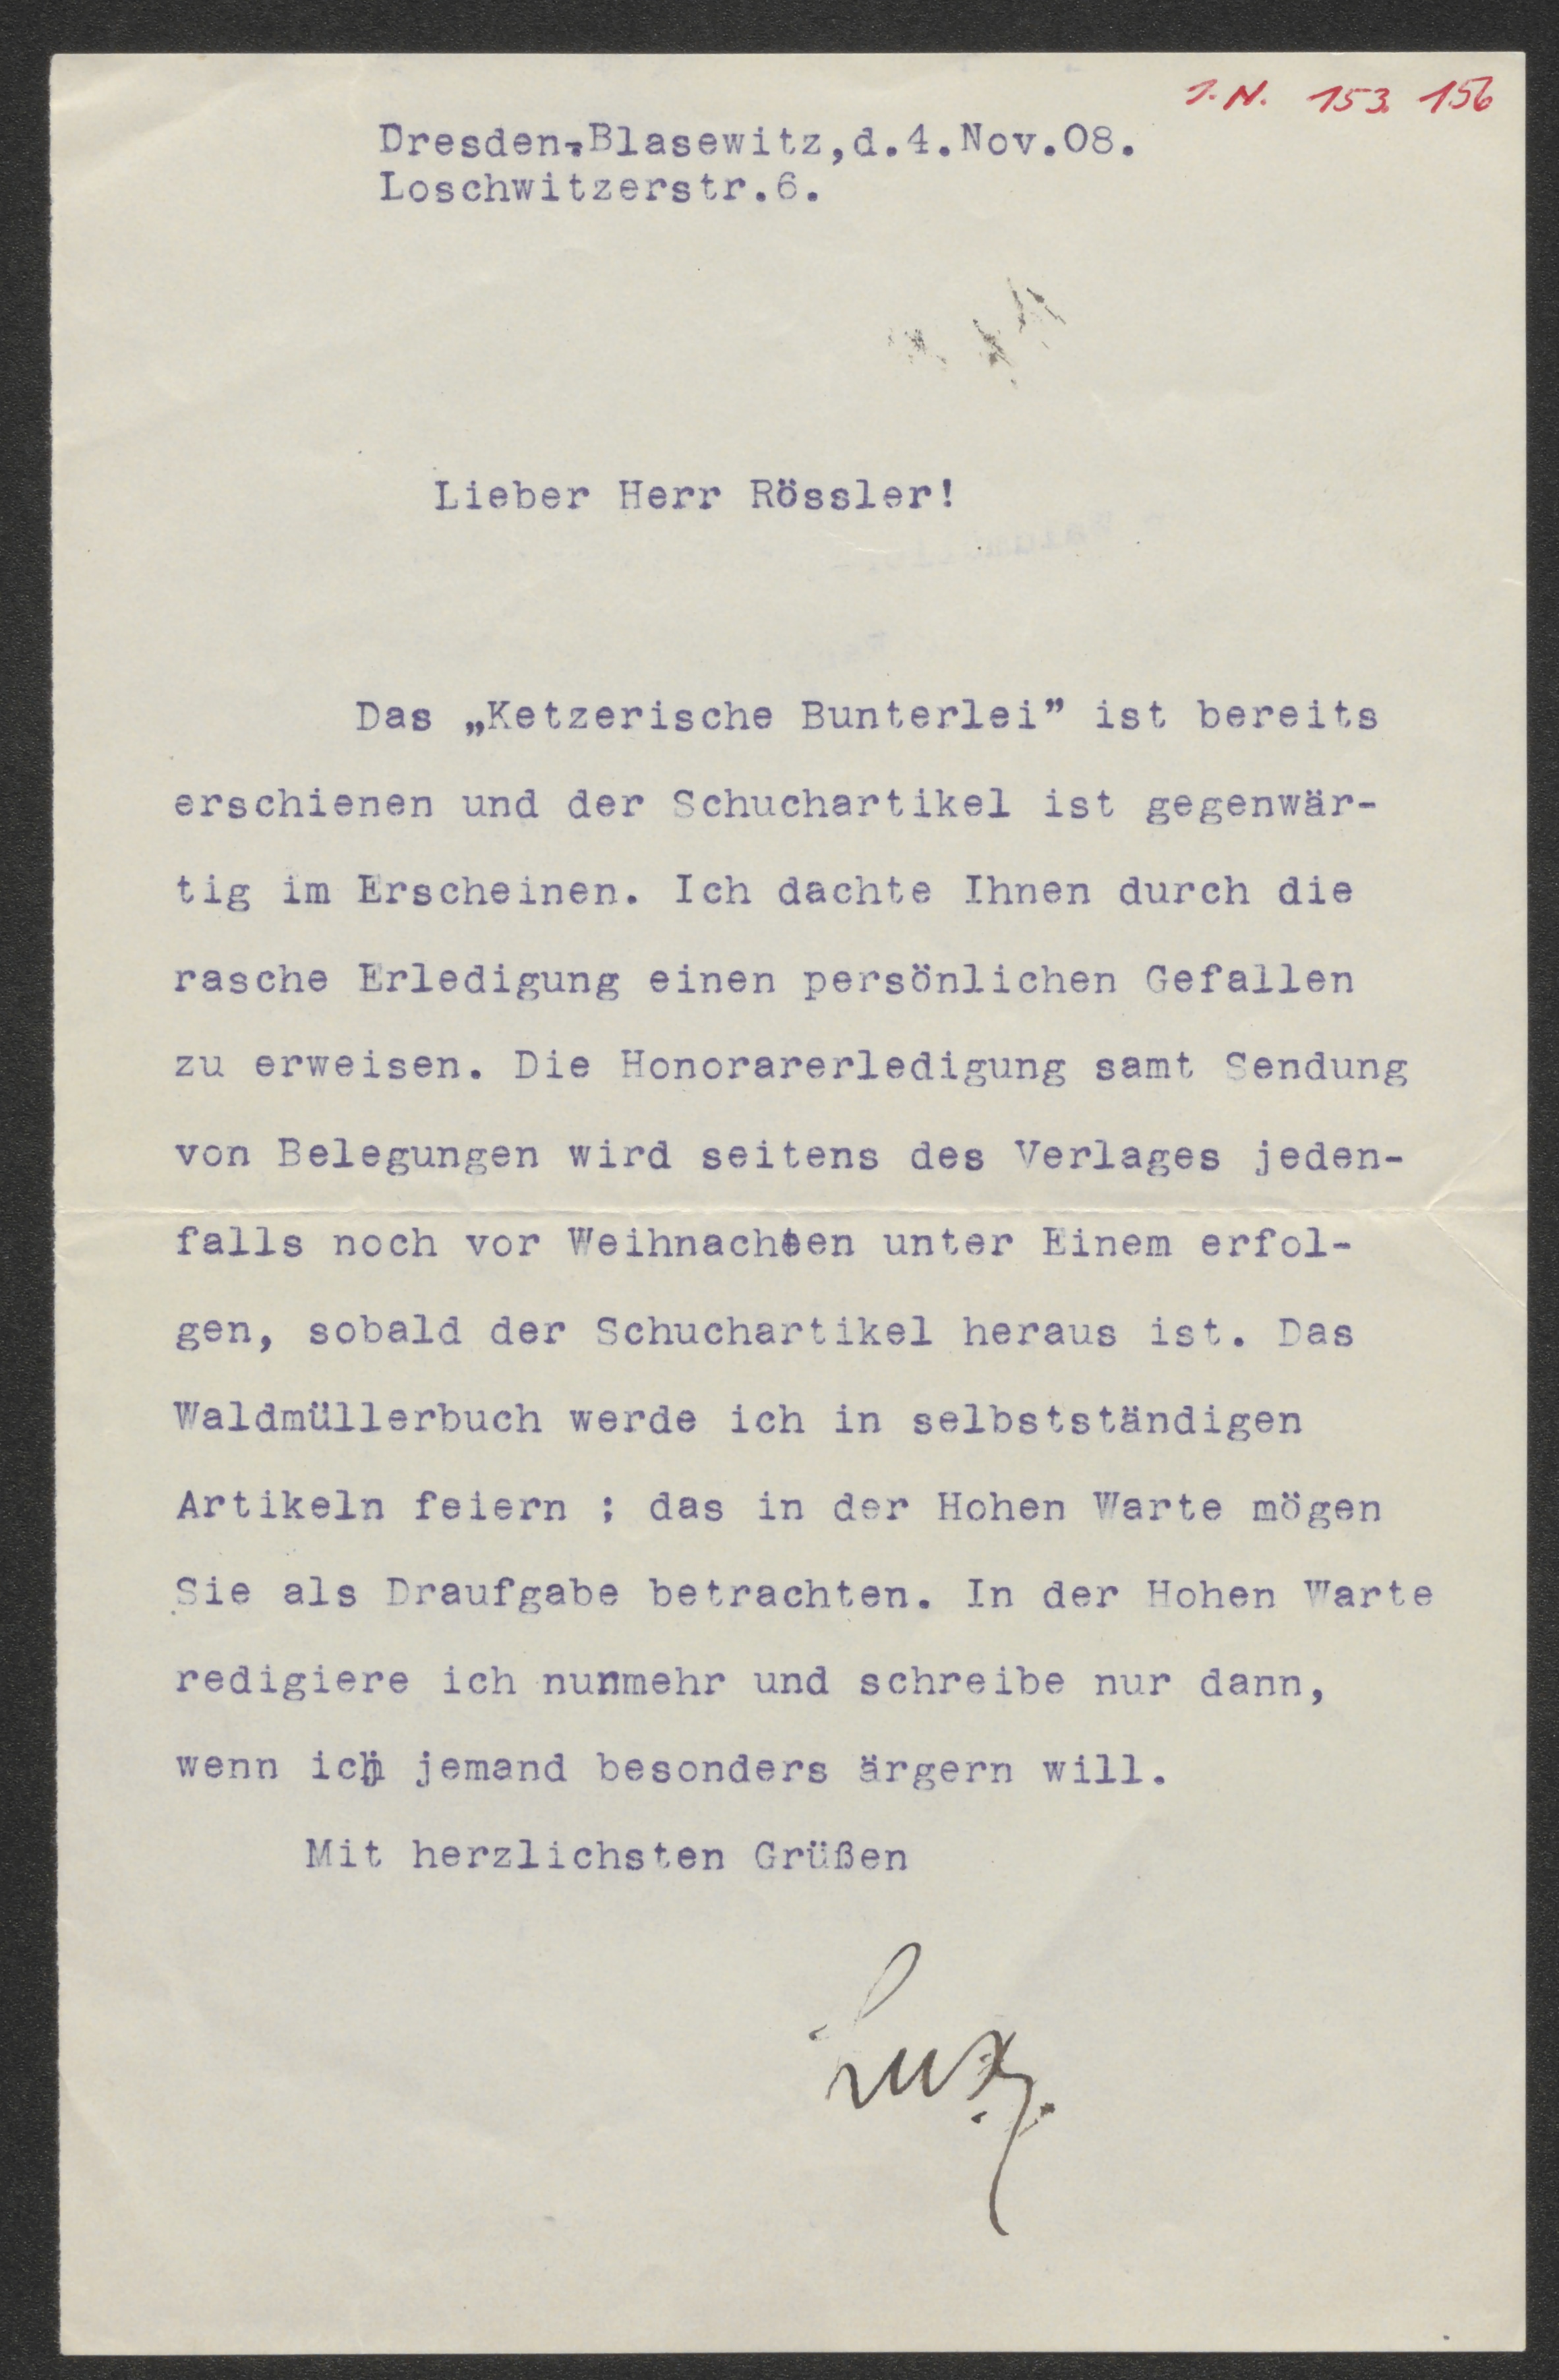 I.N. 153.156
Dresden-Blasewitz,d.4.Nov.08.
Loschwitzerstr.6.
Lieber Herr Rössler!
Das „Ketzerische Bunterlei” ist bereits
erschienen und der Schuchartikel ist gegenwär-
tig im Erscheinen. Ich dachte Ihnen durch die
rasche Erledigung einen persönlichen Gefallen
zu erweisen. Die Honorarerledigung samt Sendung
von Belegungen wird seitens des Verlages jeden-
falls noch vor Weihnachten unter Einem erfol-
gen, sobald der Schuchartikel heraus ist. Das
Waldmüllerbuch werde ich in selbstständigen
Artikeln feiern ; das in der Hohen Warte mögen
Sie als Draufgabe betrachten. In der Hohen Warte
redigiere ich nunmehr und schreibe nur dann,
wenn ich jemand besonders ärgern will.
Mit herzlichsten Grüßen
Lux.